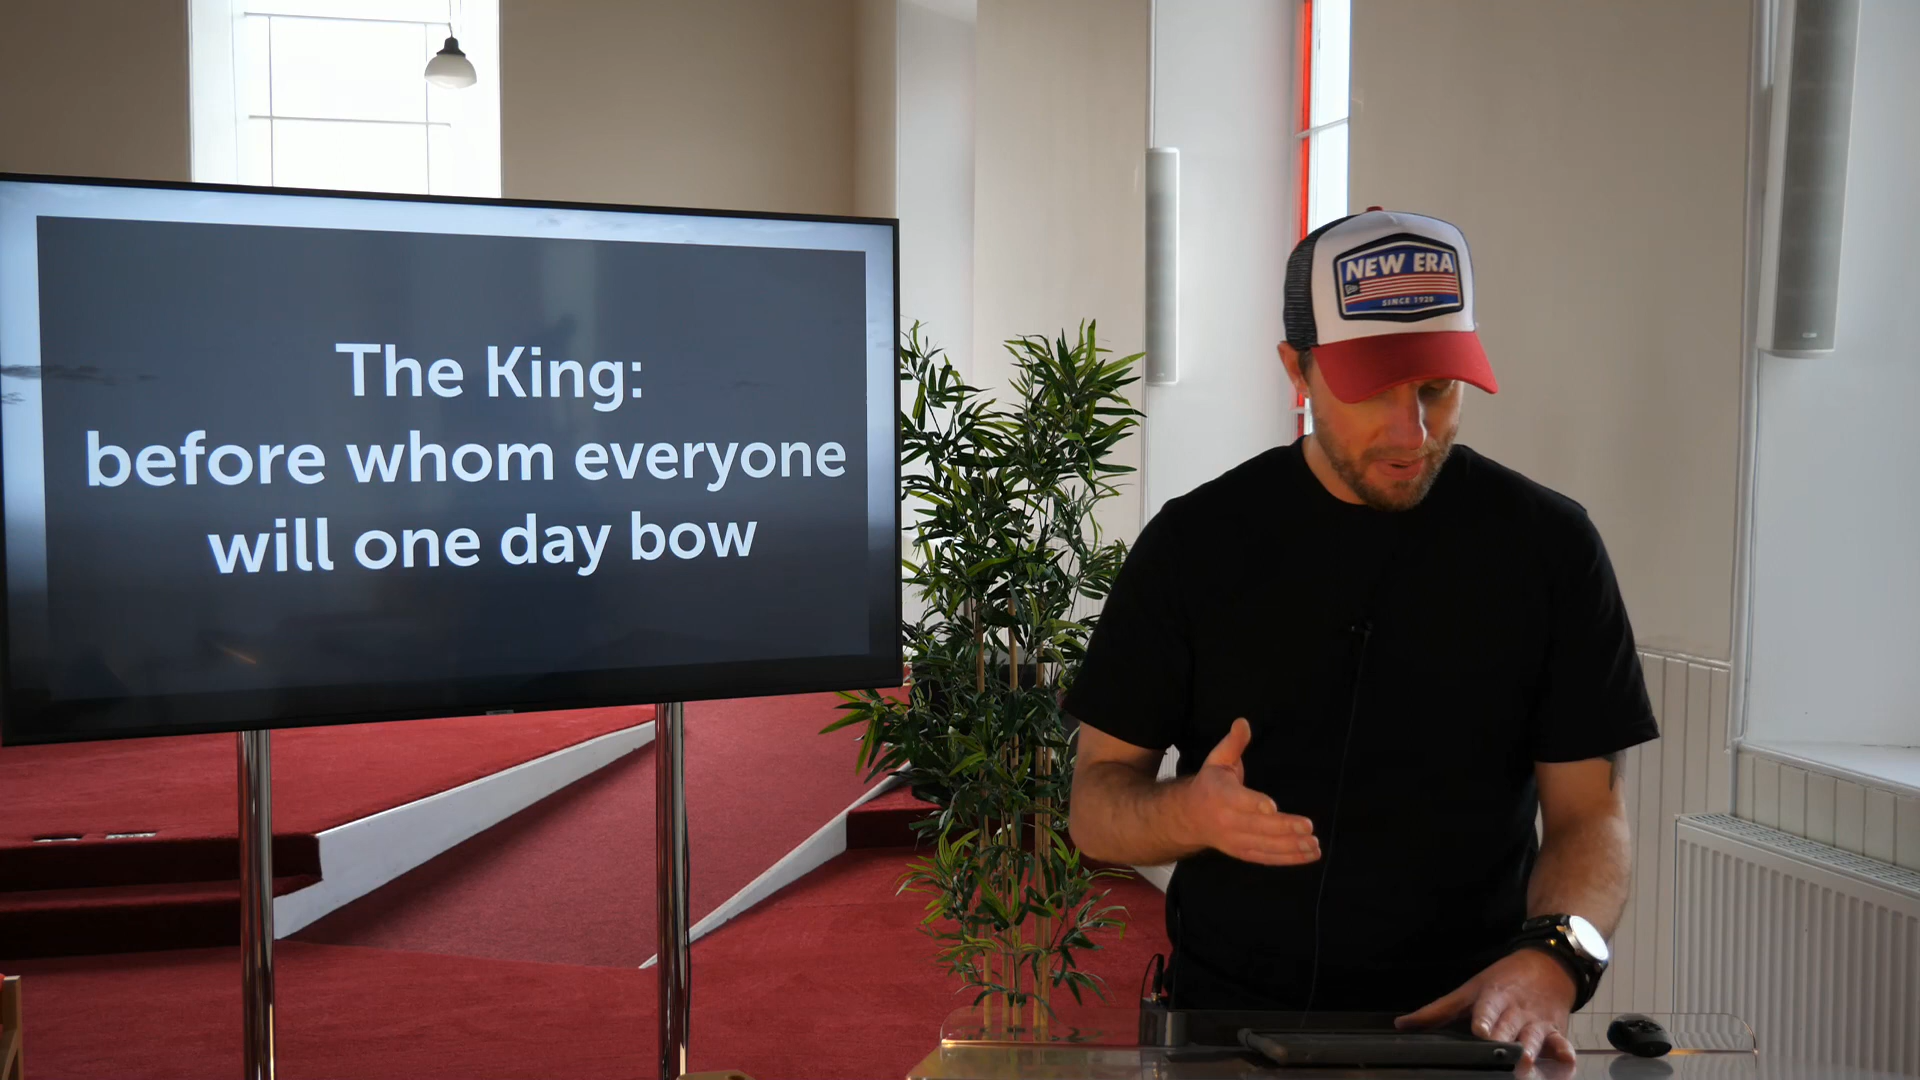 The King:
before whom everyone
will one day bow
NEW ERA
SINCE 1920